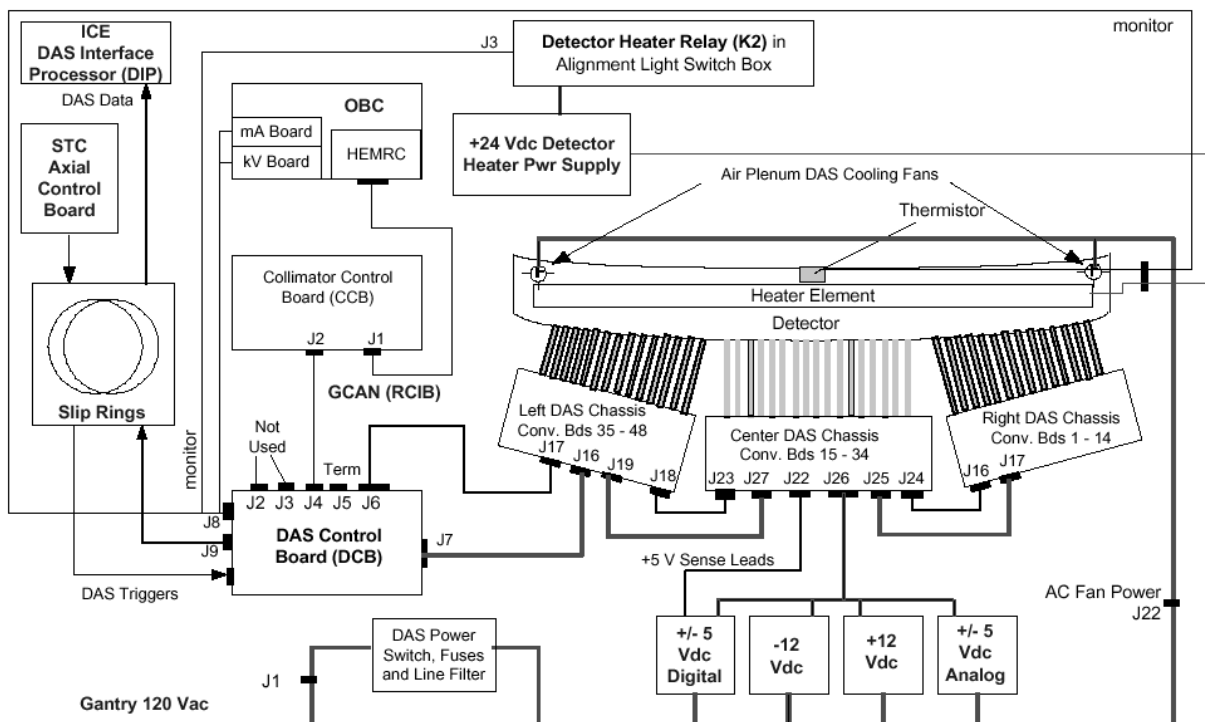 monitor
ICE
DAS Interface
Processor (DIP)
DAS Data
J3
Detector Heater Relay (K2) in
Alignment Light Switch Box
OBC
mA Board
kV Board
HEMRC
STC
Axial
Control
Board
+24 Vdc Detector
Heater Pwr Supply
Air Plenum DAS Cooling Fans
Thermistor
Collimator Control
Board (CCB)
J2
J1
Heater Element
Detector
GCAN (RCIB)
Slip Rings
Left DAS Chassis
Conv. Bds 35 - 48
J17
J16
J19
J18
Center DAS Chassis
Conv. Bds 15 - 34
J23
J27
J22
J26
J25
J24
Right DAS Chassis
Conv. Bds 1 - 14
J16
J17
monitor
Not
Used
Term
J2
J3
J4
J5
J6
J8
J9
J7
DAS Control
Board (DCB)
DAS Triggers
+5 V Sense Leads
AC Fan Power
J22
+/- 5
Vdc
Digital
-12
Vdc
+12
Vdc
+/- 5
Vdc
Analog
DAS Power
Switch, Fuses
and Line Filter
J1
Gantry 120 Vac